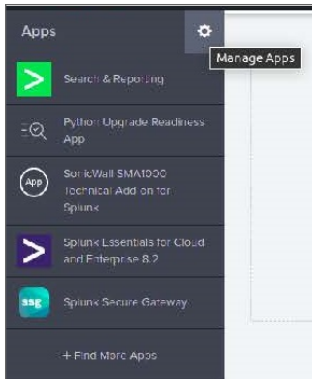 Apps
Manage Apps
Search & Reporting
Python Upgrade Readiness
App
App
SonicWall SMA1000
Technical Add-on for
Splunk
Splunk Essentials for Cloud
and Enterprise 8.2
ssg
Splunk Secure Gateway
+ Find More Apps